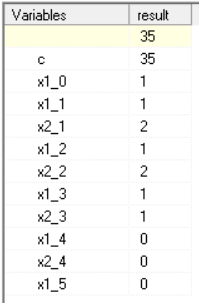 Variables result
35
c 35
x1_0 1
x1_1 1
x2_1 2
x1_2 1
x2_2 2
x1_3 1
x2_3 1
x1_4 0
x2_4 0
x1_5 0